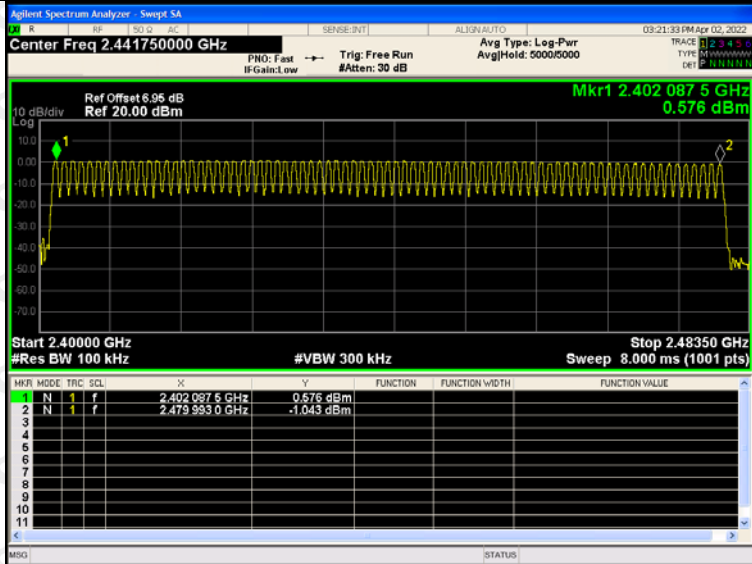 Agilent Spectrum Analyzer - Swept SA
R RF 50 Ω AC SENSE:INT ALIGNAUTO 03:21:33 PM Apr 02, 2022
Center Freq 2.441750000 GHz
PNO: Fast
IFGain:Low
Trig: Free Run
#Atten: 30 dB
Avg Type: Log-Pwr
Avg|Hold: 5000/5000
TRACE 1 2 3 4 5 6
TYPE M
DET P N N N N N
Mkr1 2.402 087 5 GHz
0.576 dBm
Ref Offset 6.95 dB
10 dB/div Ref 20.00 dBm
Log
10.0
0.00
-10.0
-20.0
-30.0
-40.0
-50.0
-60.0
-70.0
1
2
Start 2.40000 GHz Stop 2.48350 GHz
#Res BW 100 kHz #VBW 300 kHz Sweep 8.000 ms (1001 pts)
MKR MODE TRC SCL X Y FUNCTION FUNCTION WIDTH FUNCTION VALUE
1 N 1 f 2.402 087 5 GHz 0.576 dBm
2 N 1 f 2.479 993 0 GHz -1.043 dBm
3
4
5
6
7
8
9
10
11
MSG STATUS